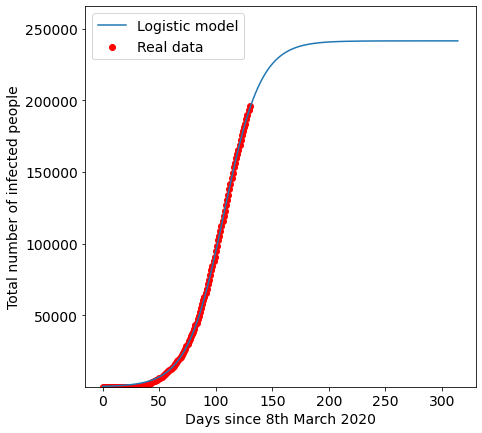 Logistic model
Real data
Total number of infected people
250000
200000
150000
100000
50000
0 50 100 150 200 250 300
Days since 8th March 2020